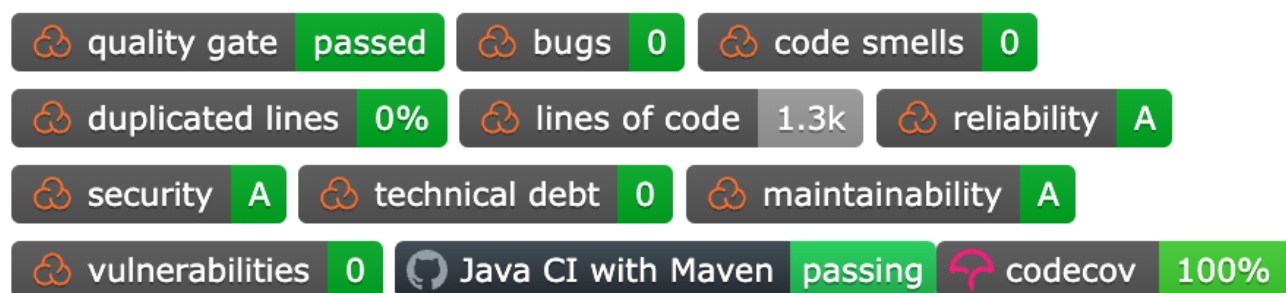 quality gate passed bugs 0 code smells 0
duplicated lines 0% lines of code 1.3k reliability A
security A technical debt 0 maintainability A
vulnerabilities 0 Java CI with Maven passing codecov 100%